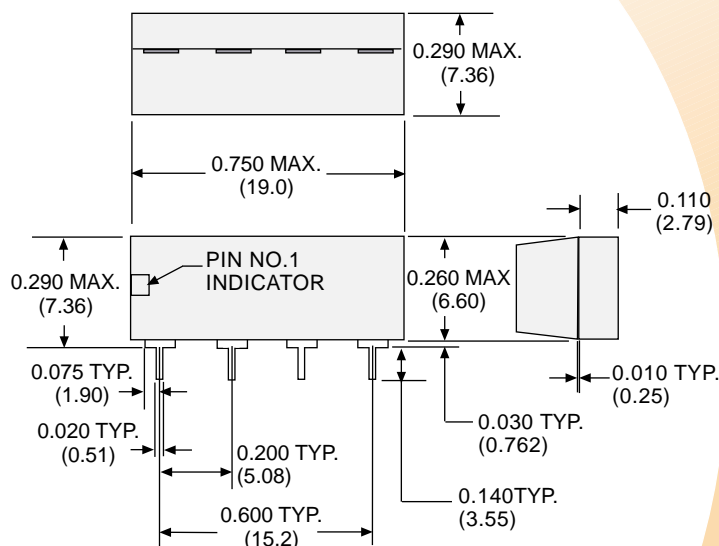 0.290 MAX.
(7.36)
0.750 MAX.
(19.0)
0.110
(2.79)
PIN NO.1
INDICATOR
0.290 MAX.
(7.36)
0.260 MAX
(6.60)
0.075 TYP.
(1.90)
0.010 TYP.
(0.25)
0.020 TYP.
(0.51)
0.030 TYP.
(0.762)
0.200 TYP.
(5.08)
0.140TYP.
(3.55)
0.600 TYP.
(15.2)